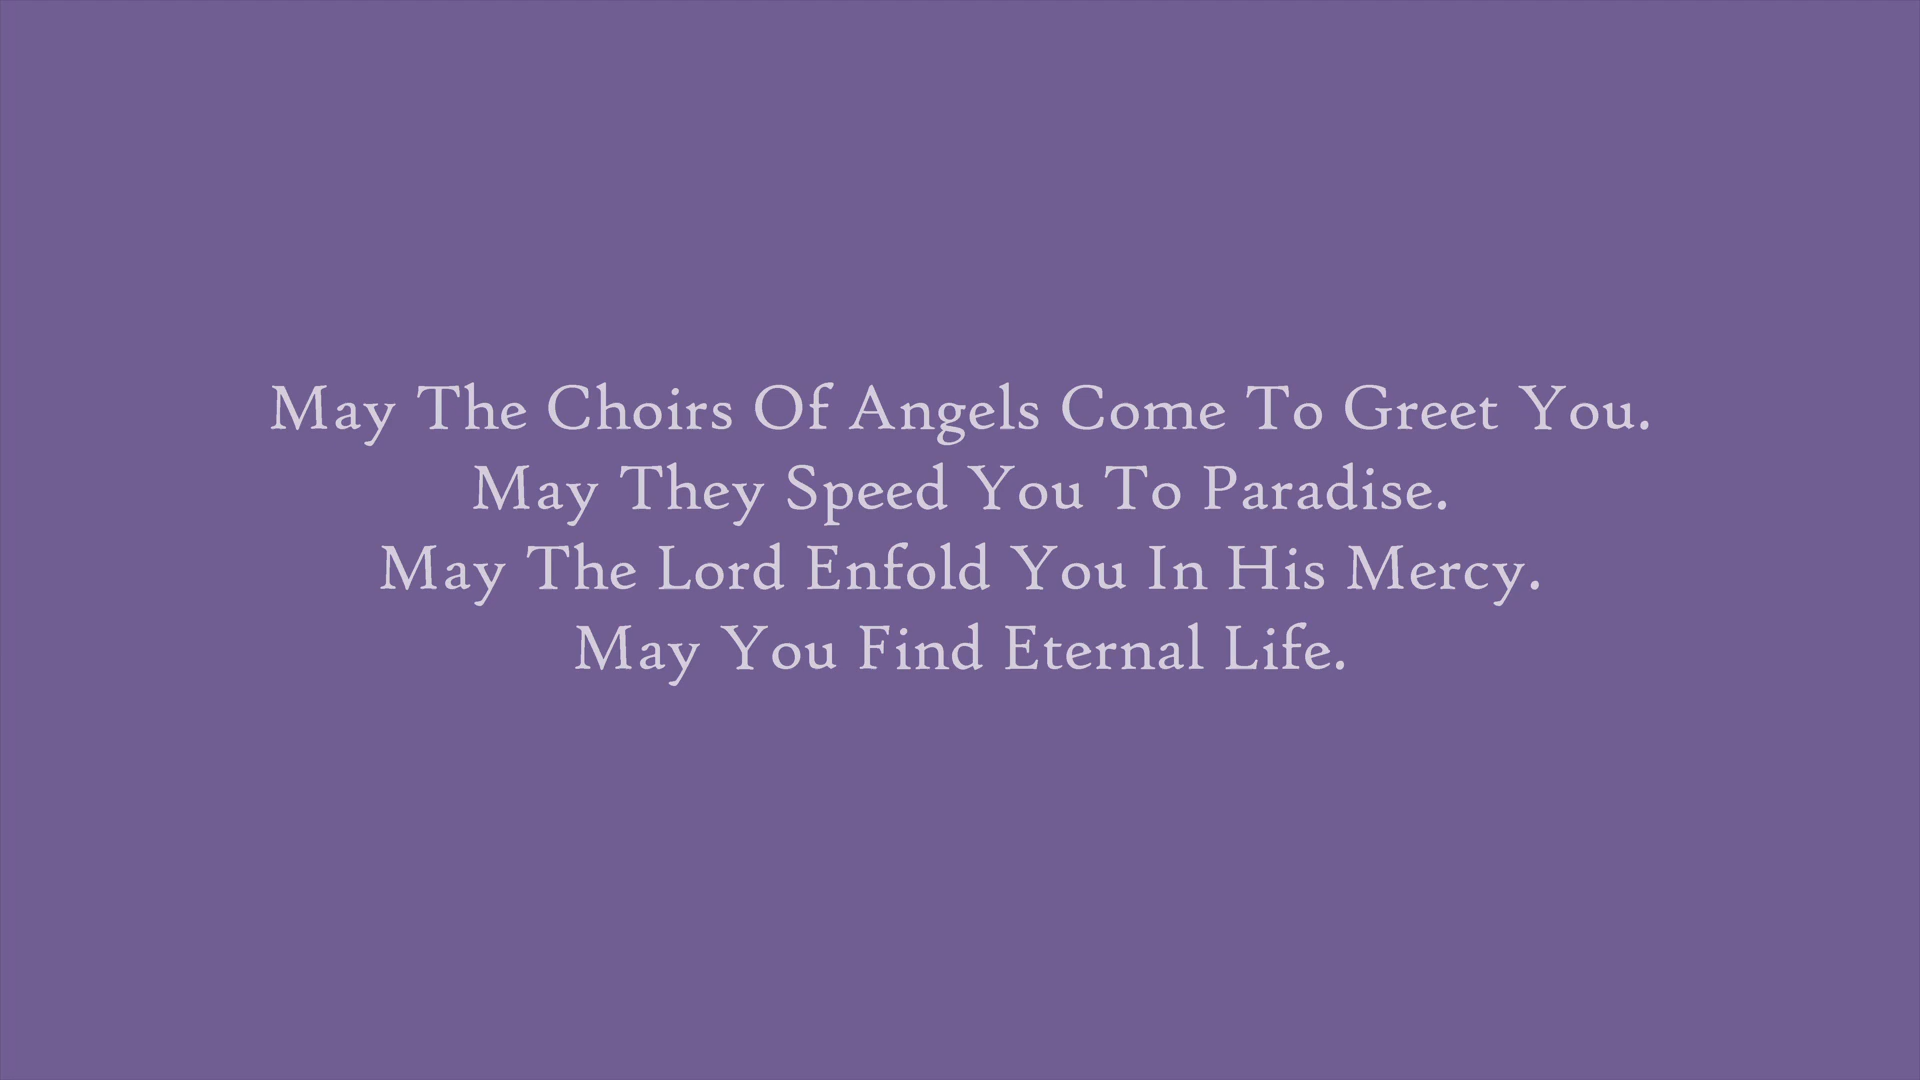 May The Choirs Of Angels Come To Greet You.
May They Speed You To Paradise.
May The Lord Enfold You In His Mercy.
May You Find Eternal Life.